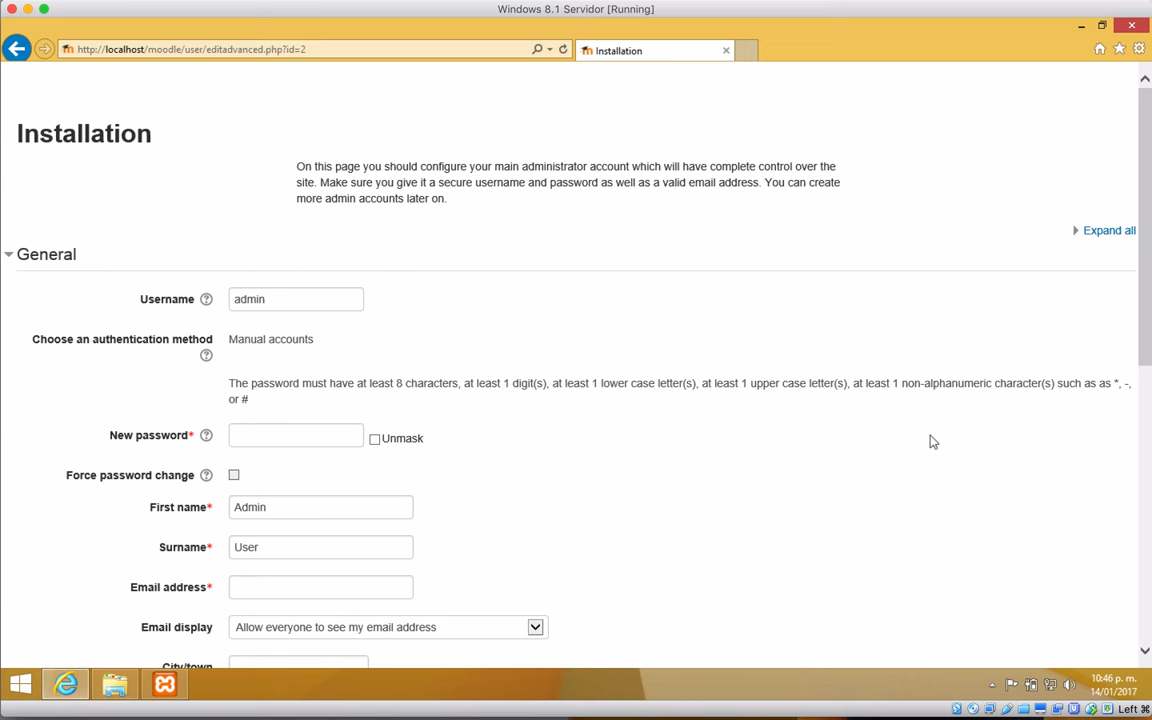 Windows 8.1 Servidor [Running]
http://localhost/moodle/user/editadvanced.php?id=2
Installation
Installation
On this page you should configure your main administrator account which will have complete control over the
site. Make sure you give it a secure username and password as well as a valid email address. You can create
more admin accounts later on.
Expand all
General
Username
admin
Choose an authentication method
Manual accounts
The password must have at least 8 characters, at least 1 digit(s), at least 1 lower case letter(s), at least 1 upper case letter(s), at least 1 non-alphanumeric character(s) such as as *, -,
or #
New password*
Unmask
Force password change
First name*
Admin
Surname*
User
Email address*
Email display
Allow everyone to see my email address
City/town
10:46 p. m.
14/01/2017
Left ⌘